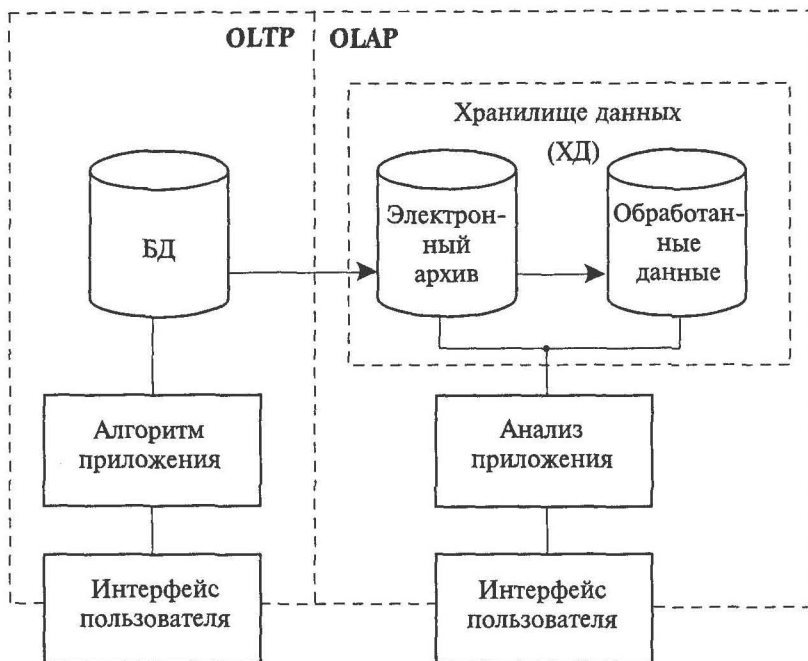 OLTP
OLAP
Хранилище данных
(ХД)
БД
Электрон-
ный
архив
Обработан-
ные
данные
Алгоритм
приложения
Анализ
приложения
Интерфейс
пользователя
Интерфейс
пользователя